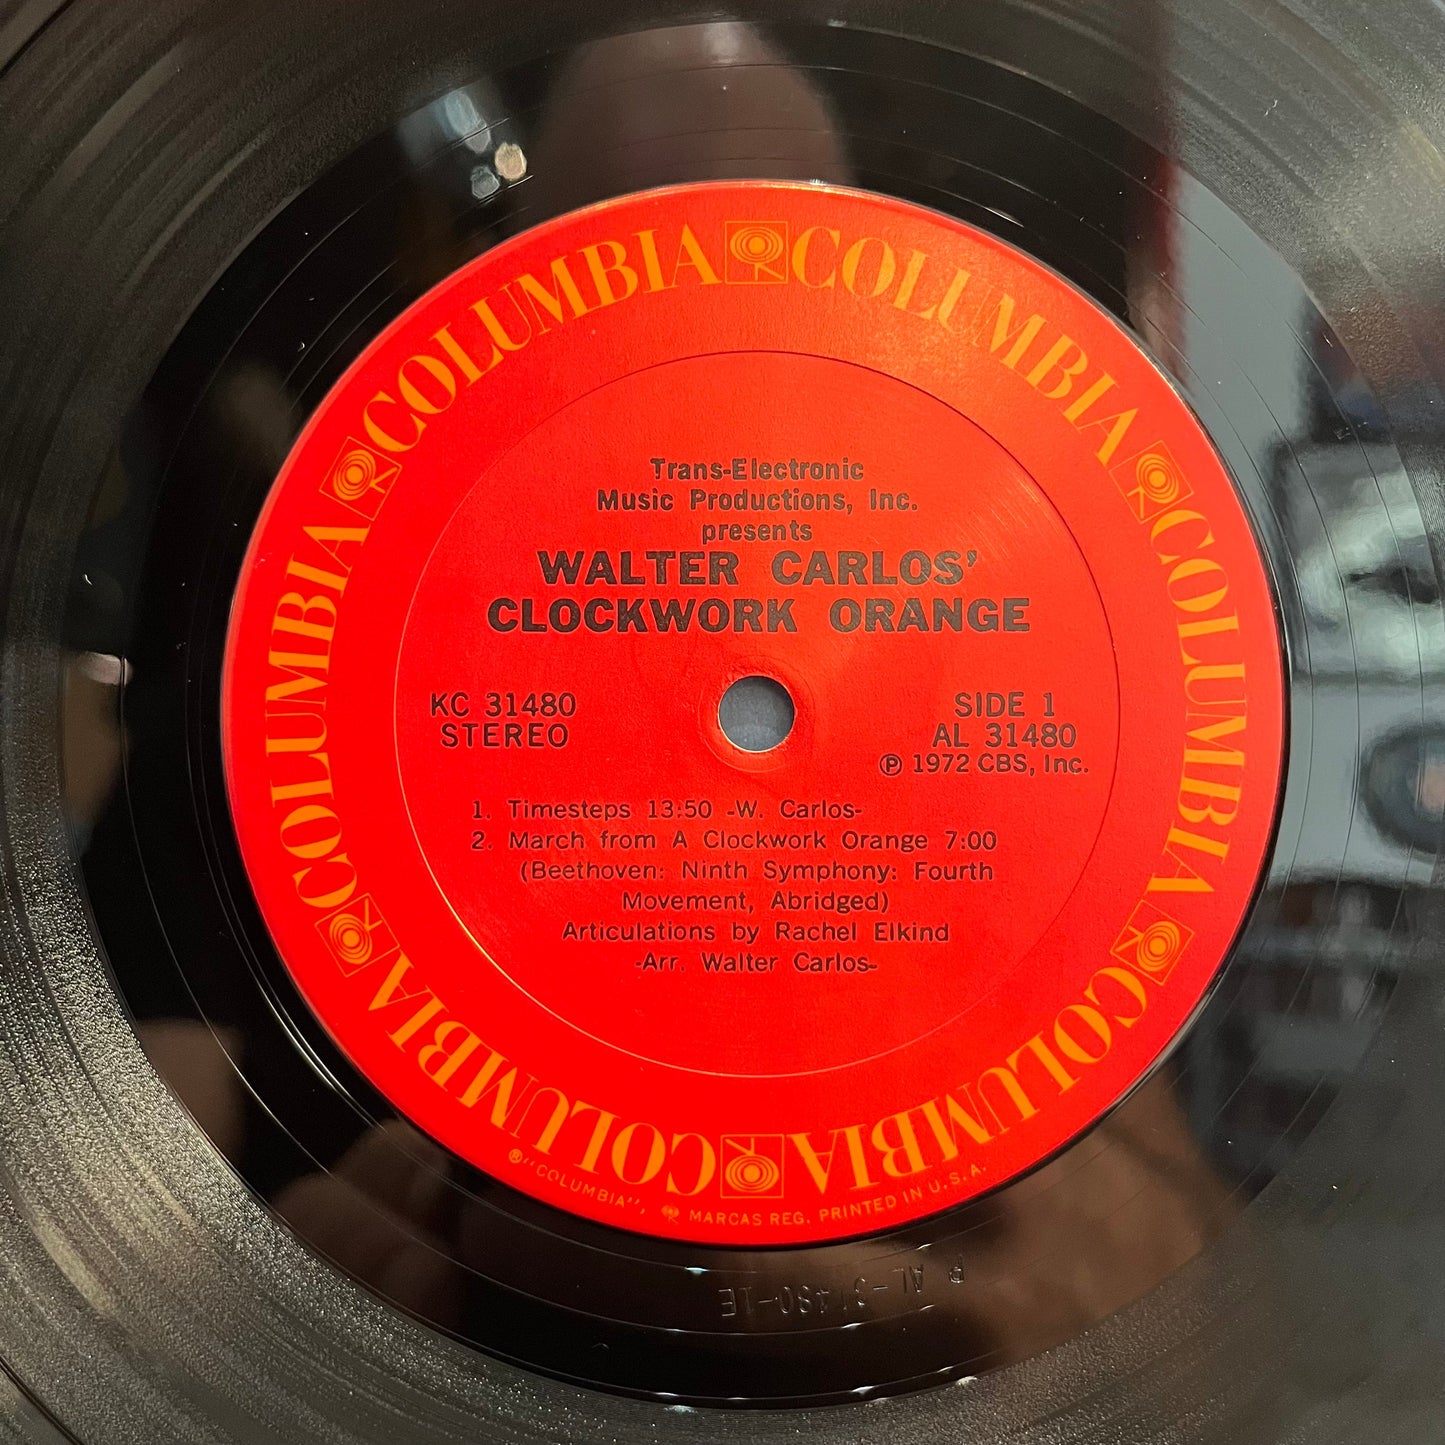 COLUMBIA COLUMBIA COLUMBIA COLUMBIA COLUMBIA COLUMBIA
Trans-Electronic
Music Productions, Inc.
presents
WALTER CARLOS'
CLOCKWORK ORANGE
KC 31480
STEREO
SIDE 1
AL 31480
Ⓟ 1972 CBS, Inc.
1. Timesteps 13:50 -W. Carlos-
2. March from A Clockwork Orange 7:00
(Beethoven: Ninth Symphony: Fourth
Movement, Abridged)
Articulations by Rachel Elkind
-Arr. Walter Carlos-
®"COLUMBIA", MARCAS REG. PRINTED IN U.S.A.
P AL-31480-1E